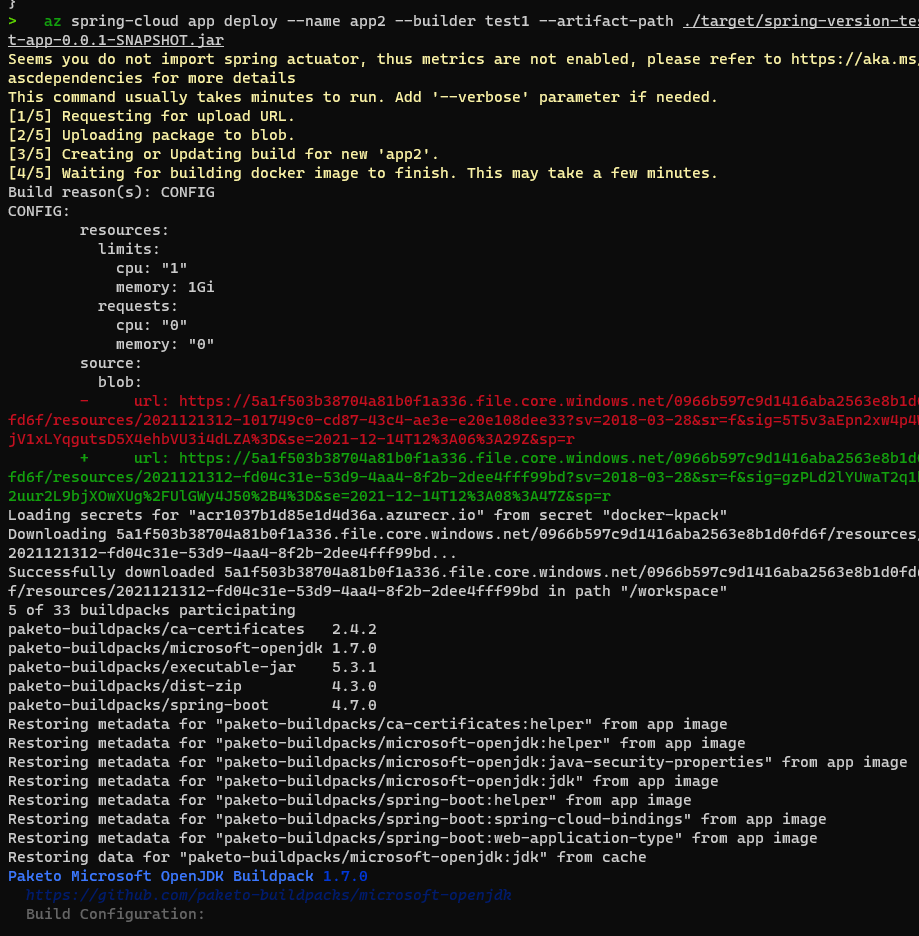 }
> az spring-cloud app deploy --name app2 --builder test1 --artifact-path ./target/spring-version-tes
t-app-0.0.1-SNAPSHOT.jar
Seems you do not import spring actuator, thus metrics are not enabled, please refer to https://aka.ms/
ascdependencies for more details
This command usually takes minutes to run. Add '--verbose' parameter if needed.
[1/5] Requesting for upload URL.
[2/5] Uploading package to blob.
[3/5] Creating or Updating build for new 'app2'.
[4/5] Waiting for building docker image to finish. This may take a few minutes.
Build reason(s): CONFIG
CONFIG:
resources:
limits:
cpu: "1"
memory: 1Gi
requests:
cpu: "0"
memory: "0"
source:
blob:
- url: https://5a1f503b38704a81b0f1a336.file.core.windows.net/0966b597c9d1416aba2563e8b1d0
fd6f/resources/2021121312-101749c0-cd87-43c4-ae3e-e20e108dee33?sv=2018-03-28&sr=f&sig=5T5v3aEpn2xw4p4
jV1xLYqgutsD5X4ehbVU3i4dLZA%3D&se=2021-12-14T12%3A06%3A29Z&sp=r
+ url: https://5a1f503b38704a81b0f1a336.file.core.windows.net/0966b597c9d1416aba2563e8b1d0
fd6f/resources/2021121312-fd04c31e-53d9-4aa4-8f2b-2dee4fff99bd?sv=2018-03-28&sr=f&sig=gzPLd2lYUwaT2q1
2uur2L9bjXOwXUg%2FUlGWy4J50%2B4%3D&se=2021-12-14T12%3A08%3A47Z&sp=r
Loading secrets for "acr1037b1d85e1d4d36a.azurecr.io" from secret "docker-kpack"
Downloading 5a1f503b38704a81b0f1a336.file.core.windows.net/0966b597c9d1416aba2563e8b1d0fd6f/resources/
2021121312-fd04c31e-53d9-4aa4-8f2b-2dee4fff99bd...
Successfully downloaded 5a1f503b38704a81b0f1a336.file.core.windows.net/0966b597c9d1416aba2563e8b1d0fd6
f/resources/2021121312-fd04c31e-53d9-4aa4-8f2b-2dee4fff99bd in path "/workspace"
5 of 33 buildpacks participating
paketo-buildpacks/ca-certificates 2.4.2
paketo-buildpacks/microsoft-openjdk 1.7.0
paketo-buildpacks/executable-jar 5.3.1
paketo-buildpacks/dist-zip 4.3.0
paketo-buildpacks/spring-boot 4.7.0
Restoring metadata for "paketo-buildpacks/ca-certificates:helper" from app image
Restoring metadata for "paketo-buildpacks/microsoft-openjdk:helper" from app image
Restoring metadata for "paketo-buildpacks/microsoft-openjdk:java-security-properties" from app image
Restoring metadata for "paketo-buildpacks/microsoft-openjdk:jdk" from app image
Restoring metadata for "paketo-buildpacks/spring-boot:helper" from app image
Restoring metadata for "paketo-buildpacks/spring-boot:spring-cloud-bindings" from app image
Restoring metadata for "paketo-buildpacks/spring-boot:web-application-type" from app image
Restoring data for "paketo-buildpacks/microsoft-openjdk:jdk" from cache
Paketo Microsoft OpenJDK Buildpack 1.7.0
https://github.com/paketo-buildpacks/microsoft-openjdk
Build Configuration: